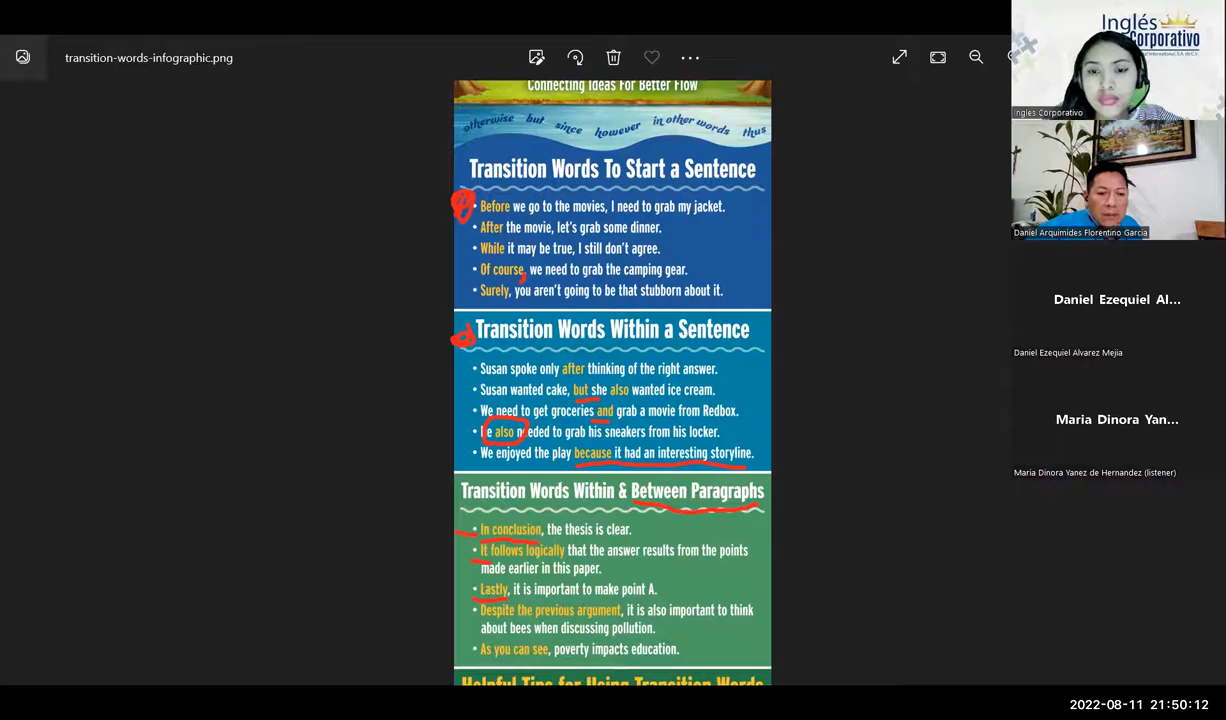 transition-words-infographic.png
Inglés
Corporativo
Ingles Corporativo
Daniel Arquimides Florentino Garcia
Daniel Ezequiel Al...
Daniel Ezequiel Alvarez Mejía
Maria Dinora Yan...
Maria Dinora Yanez de Hernandez (listener)
Connecting Ideas For Better Flow
otherwise but since however in other words thus
Transition Words To Start a Sentence
• Before we go to the movies, I need to grab my jacket.
• After the movie, let's grab some dinner.
• While it may be true, I still don't agree.
• Of course, we need to grab the camping gear.
• Surely, you aren't going to be that stubborn about it.
Transition Words Within a Sentence
• Susan spoke only after thinking of the right answer.
• Susan wanted cake, but she also wanted ice cream.
• We need to get groceries and grab a movie from Redbox.
• He also needed to grab his sneakers from his locker.
• We enjoyed the play because it had an interesting storyline.
Transition Words Within & Between Paragraphs
• In conclusion, the thesis is clear.
• It follows logically that the answer results from the points
made earlier in this paper.
• Lastly, it is important to make point A.
• Despite the previous argument, it is also important to think
about bees when discussing pollution.
• As you can see, poverty impacts education.
Helpful Tips for Using Transition Words
2022-08-11 21:50:12